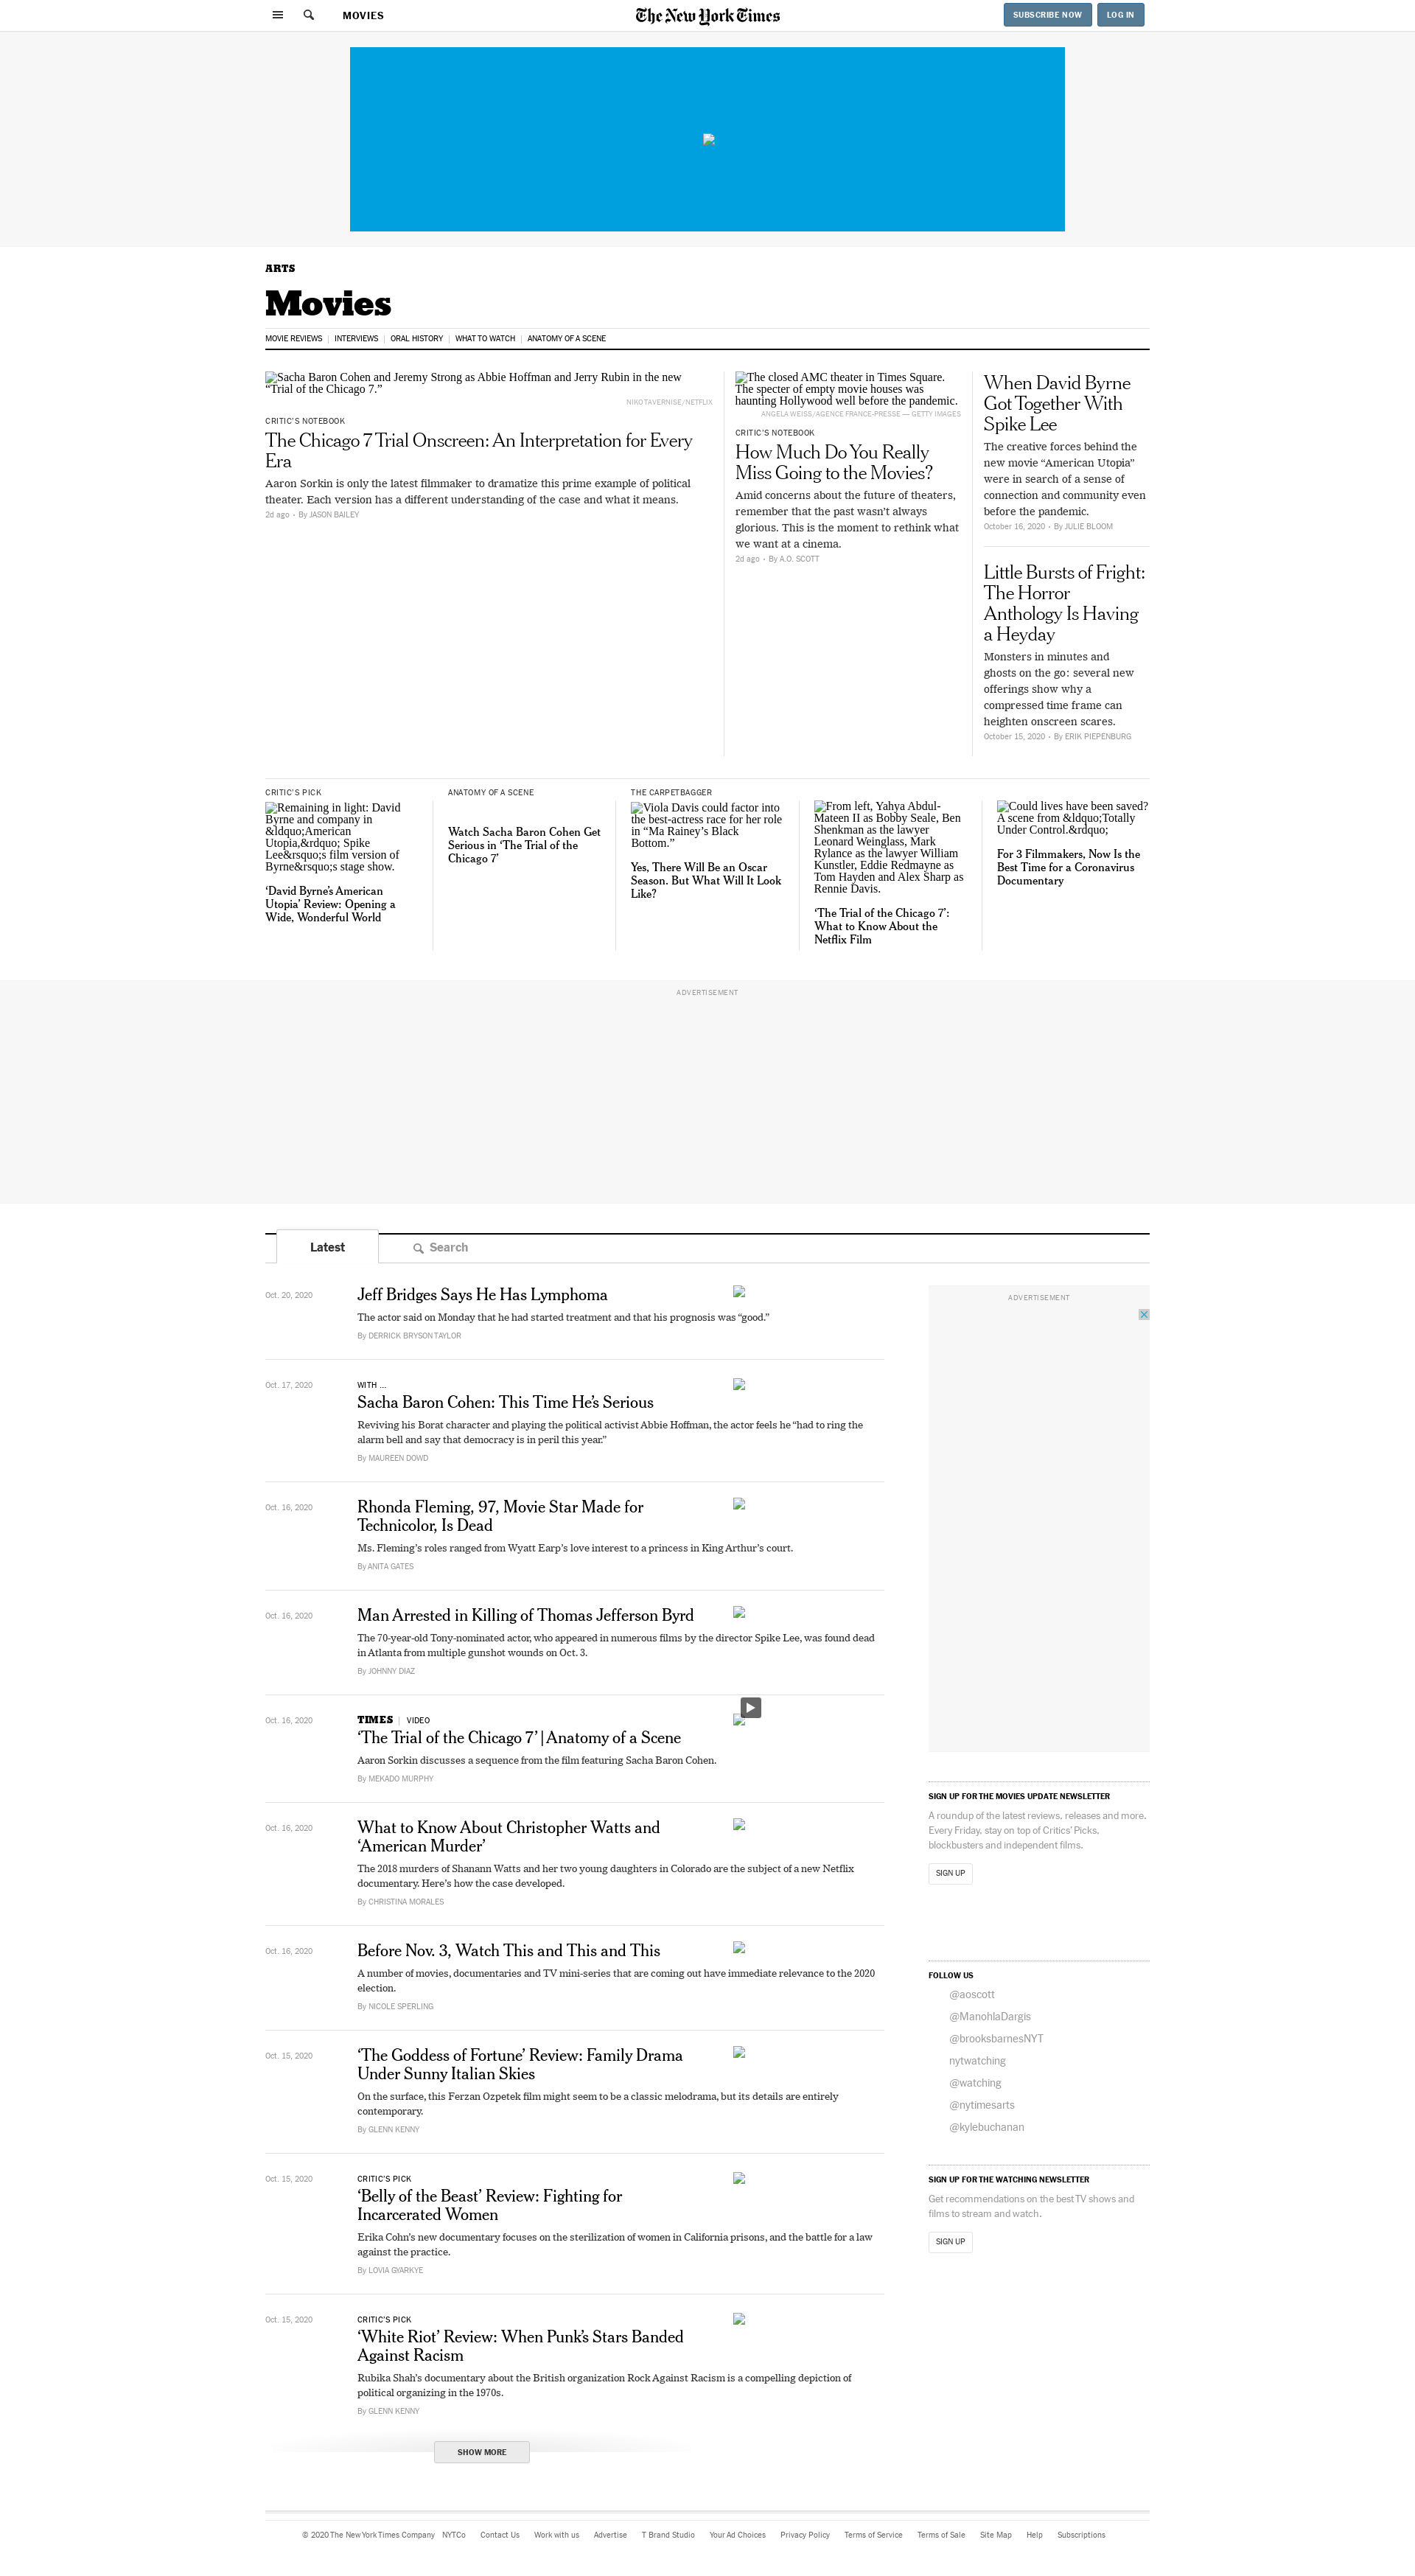 MOVIES
The New York Times
SUBSCRIBE NOW
LOG IN
ARTS
Movies
MOVIE REVIEWS
INTERVIEWS
ORAL HISTORY
WHAT TO WATCH
ANATOMY OF A SCENE
Sacha Baron Cohen and Jeremy Strong as Abbie Hoffman and Jerry Rubin in the new
“Trial of the Chicago 7.”
NIKO TAVERNISE/NETFLIX
CRITIC’S NOTEBOOK
The Chicago 7 Trial Onscreen: An Interpretation for Every
Era
Aaron Sorkin is only the latest filmmaker to dramatize this prime example of political
theater. Each version has a different understanding of the case and what it means.
2d ago • By JASON BAILEY
The closed AMC theater in Times Square.
The specter of empty movie houses was
haunting Hollywood well before the pandemic.
ANGELA WEISS/AGENCE FRANCE-PRESSE — GETTY IMAGES
CRITIC’S NOTEBOOK
How Much Do You Really
Miss Going to the Movies?
Amid concerns about the future of theaters,
remember that the past wasn’t always
glorious. This is the moment to rethink what
we want at a cinema.
2d ago • By A.O. SCOTT
When David Byrne
Got Together With
Spike Lee
The creative forces behind the
new movie “American Utopia”
were in search of a sense of
connection and community even
before the pandemic.
October 16, 2020 • By JULIE BLOOM
Little Bursts of Fright:
The Horror
Anthology Is Having
a Heyday
Monsters in minutes and
ghosts on the go: several new
offerings show why a
compressed time frame can
heighten onscreen scares.
October 15, 2020 • By ERIK PIEPENBURG
CRITIC’S PICK
Remaining in light: David
Byrne and company in
&ldquo;American
Utopia,&rdquo; Spike
Lee&rsquo;s film version of
Byrne&rsquo;s stage show.
‘David Byrne’s American
Utopia’ Review: Opening a
Wide, Wonderful World
ANATOMY OF A SCENE
Watch Sacha Baron Cohen Get
Serious in ‘The Trial of the
Chicago 7’
THE CARPETBAGGER
Viola Davis could factor into
the best-actress race for her role
in “Ma Rainey’s Black
Bottom.”
Yes, There Will Be an Oscar
Season. But What Will It Look
Like?
From left, Yahya Abdul-
Mateen II as Bobby Seale, Ben
Shenkman as the lawyer
Leonard Weinglass, Mark
Rylance as the lawyer William
Kunstler, Eddie Redmayne as
Tom Hayden and Alex Sharp as
Rennie Davis.
‘The Trial of the Chicago 7’:
What to Know About the
Netflix Film
Could lives have been saved?
A scene from &ldquo;Totally
Under Control.&rdquo;
For 3 Filmmakers, Now Is the
Best Time for a Coronavirus
Documentary
ADVERTISEMENT
Latest
Search
Oct. 20, 2020
Jeff Bridges Says He Has Lymphoma
The actor said on Monday that he had started treatment and that his prognosis was “good.”
By DERRICK BRYSON TAYLOR
Oct. 17, 2020
WITH ...
Sacha Baron Cohen: This Time He’s Serious
Reviving his Borat character and playing the political activist Abbie Hoffman, the actor feels he “had to ring the
alarm bell and say that democracy is in peril this year.”
By MAUREEN DOWD
Oct. 16, 2020
Rhonda Fleming, 97, Movie Star Made for
Technicolor, Is Dead
Ms. Fleming’s roles ranged from Wyatt Earp’s love interest to a princess in King Arthur’s court.
By ANITA GATES
Oct. 16, 2020
Man Arrested in Killing of Thomas Jefferson Byrd
The 70-year-old Tony-nominated actor, who appeared in numerous films by the director Spike Lee, was found dead
in Atlanta from multiple gunshot wounds on Oct. 3.
By JOHNNY DIAZ
Oct. 16, 2020
TIMES | VIDEO
‘The Trial of the Chicago 7’ | Anatomy of a Scene
Aaron Sorkin discusses a sequence from the film featuring Sacha Baron Cohen.
By MEKADO MURPHY
Oct. 16, 2020
What to Know About Christopher Watts and
‘American Murder’
The 2018 murders of Shanann Watts and her two young daughters in Colorado are the subject of a new Netflix
documentary. Here’s how the case developed.
By CHRISTINA MORALES
Oct. 16, 2020
Before Nov. 3, Watch This and This and This
A number of movies, documentaries and TV mini-series that are coming out have immediate relevance to the 2020
election.
By NICOLE SPERLING
Oct. 15, 2020
‘The Goddess of Fortune’ Review: Family Drama
Under Sunny Italian Skies
On the surface, this Ferzan Ozpetek film might seem to be a classic melodrama, but its details are entirely
contemporary.
By GLENN KENNY
Oct. 15, 2020
CRITIC’S PICK
‘Belly of the Beast’ Review: Fighting for
Incarcerated Women
Erika Cohn’s new documentary focuses on the sterilization of women in California prisons, and the battle for a law
against the practice.
By LOVIA GYARKYE
Oct. 15, 2020
CRITIC’S PICK
‘White Riot’ Review: When Punk’s Stars Banded
Against Racism
Rubika Shah’s documentary about the British organization Rock Against Racism is a compelling depiction of
political organizing in the 1970s.
By GLENN KENNY
SHOW MORE
ADVERTISEMENT
SIGN UP FOR THE MOVIES UPDATE NEWSLETTER
A roundup of the latest reviews, releases and more.
Every Friday, stay on top of Critics’ Picks,
blockbusters and independent films.
SIGN UP
FOLLOW US
@aoscott
@ManohlaDargis
@brooksbarnesNYT
nytwatching
@watching
@nytimesarts
@kylebuchanan
SIGN UP FOR THE WATCHING NEWSLETTER
Get recommendations on the best TV shows and
films to stream and watch.
SIGN UP
© 2020 The New York Times Company
NYTCo
Contact Us
Work with us
Advertise
T Brand Studio
Your Ad Choices
Privacy Policy
Terms of Service
Terms of Sale
Site Map
Help
Subscriptions